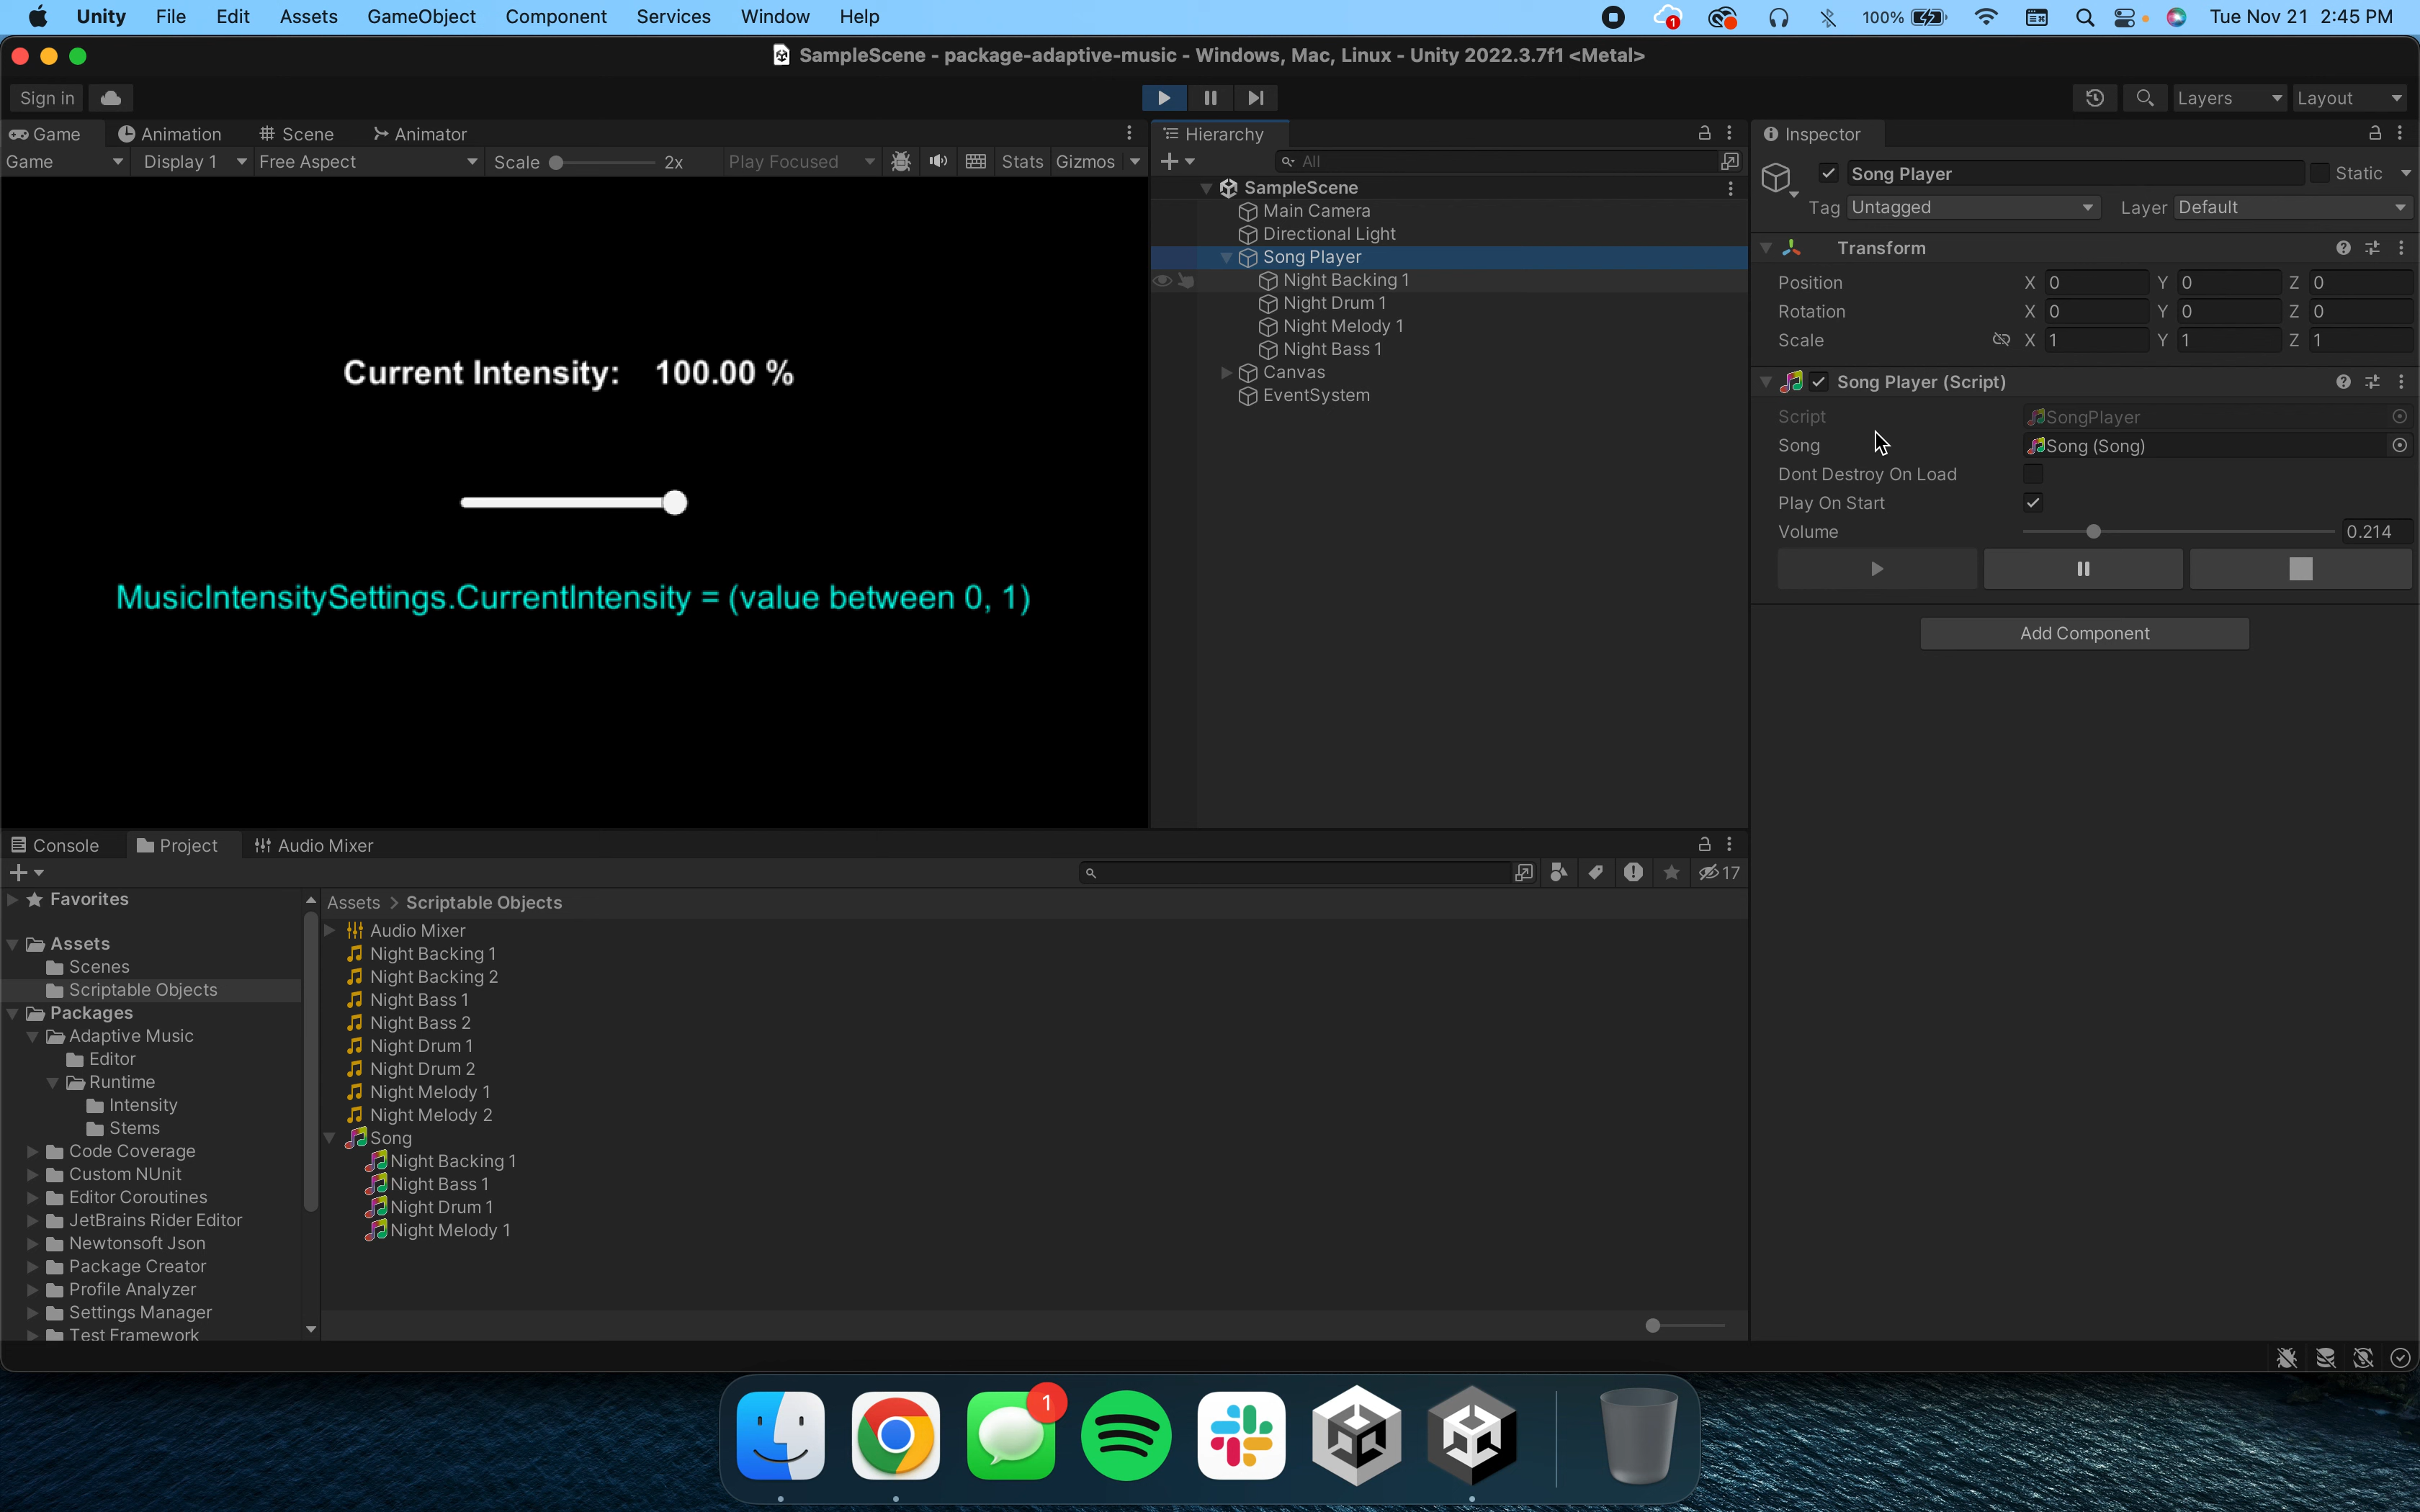 Unity File Edit Assets GameObject Component Services Window Help 1 100% Tue Nov 21 2:45 PM
SampleScene - package-adaptive-music - Windows, Mac, Linux - Unity 2022.3.7f1 <Metal>
Sign in Layers Layout
Game Animation Scene Animator
Game Display 1 Free Aspect Scale 2x Play Focused Stats Gizmos
Current Intensity: 100.00 %
MusicIntensitySettings.CurrentIntensity = (value between 0, 1)
Hierarchy
All
SampleScene
Main Camera
Directional Light
Song Player
Night Backing 1
Night Drum 1
Night Melody 1
Night Bass 1
Canvas
EventSystem
Inspector
Song Player Static
Tag Untagged Layer Default
Transform
Position X 0 Y 0 Z 0
Rotation X 0 Y 0 Z 0
Scale X 1 Y 1 Z 1
Song Player (Script)
Script SongPlayer
Song Song (Song)
Dont Destroy On Load
Play On Start
Volume 0.214
Add Component
Console Project Audio Mixer
17
Favorites
Assets
Scenes
Scriptable Objects
Packages
Adaptive Music
Editor
Runtime
Intensity
Stems
Code Coverage
Custom NUnit
Editor Coroutines
JetBrains Rider Editor
Newtonsoft Json
Package Creator
Profile Analyzer
Settings Manager
Test Framework
Assets > Scriptable Objects
Audio Mixer
Night Backing 1
Night Backing 2
Night Bass 1
Night Bass 2
Night Drum 1
Night Drum 2
Night Melody 1
Night Melody 2
Song
Night Backing 1
Night Bass 1
Night Drum 1
Night Melody 1
1